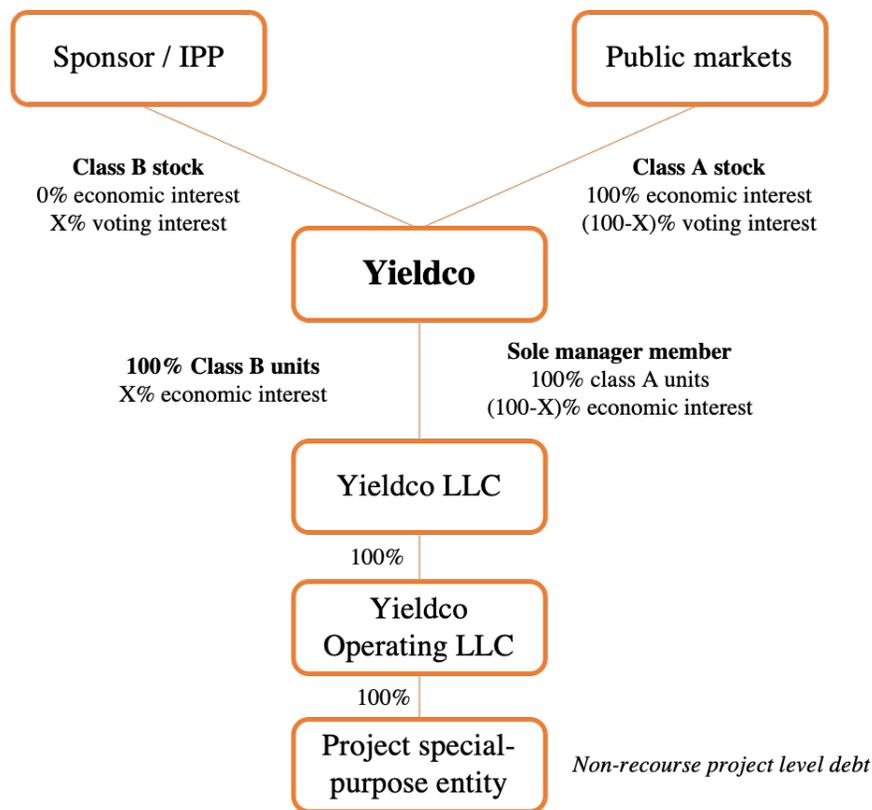 Sponsor / IPP
Public markets
Class B stock
0% economic interest
X% voting interest
Class A stock
100% economic interest
(100-X)% voting interest
Yieldco
100% Class B units
X% economic interest
Sole manager member
100% class A units
(100-X)% economic interest
Yieldco LLC
100%
Yieldco
Operating LLC
100%
Project special-
purpose entity
Non-recourse project level debt